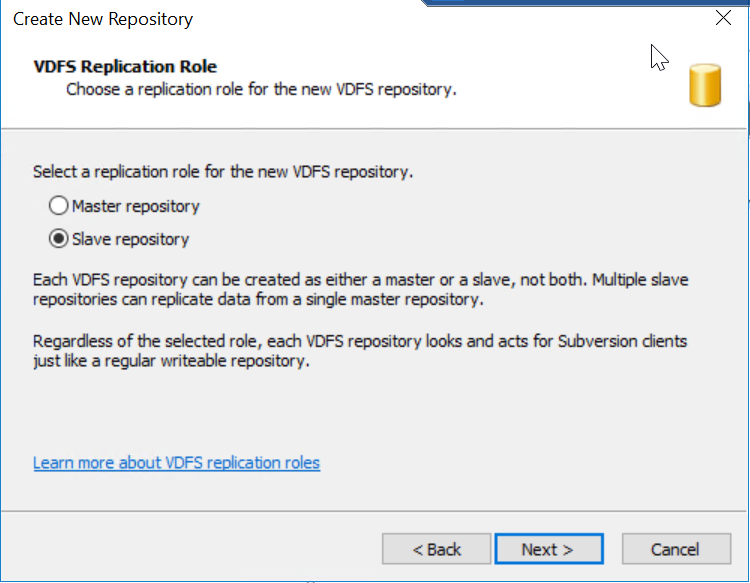 Create New Repository
VDFS Replication Role
Choose a replication role for the new VDFS repository.
Select a replication role for the new VDFS repository.
Master repository
Slave repository
Each VDFS repository can be created as either a master or a slave, not both. Multiple slave
repositories can replicate data from a single master repository.
Regardless of the selected role, each VDFS repository looks and acts for Subversion clients
just like a regular writeable repository.
Learn more about VDFS replication roles
< Back
Next >
Cancel